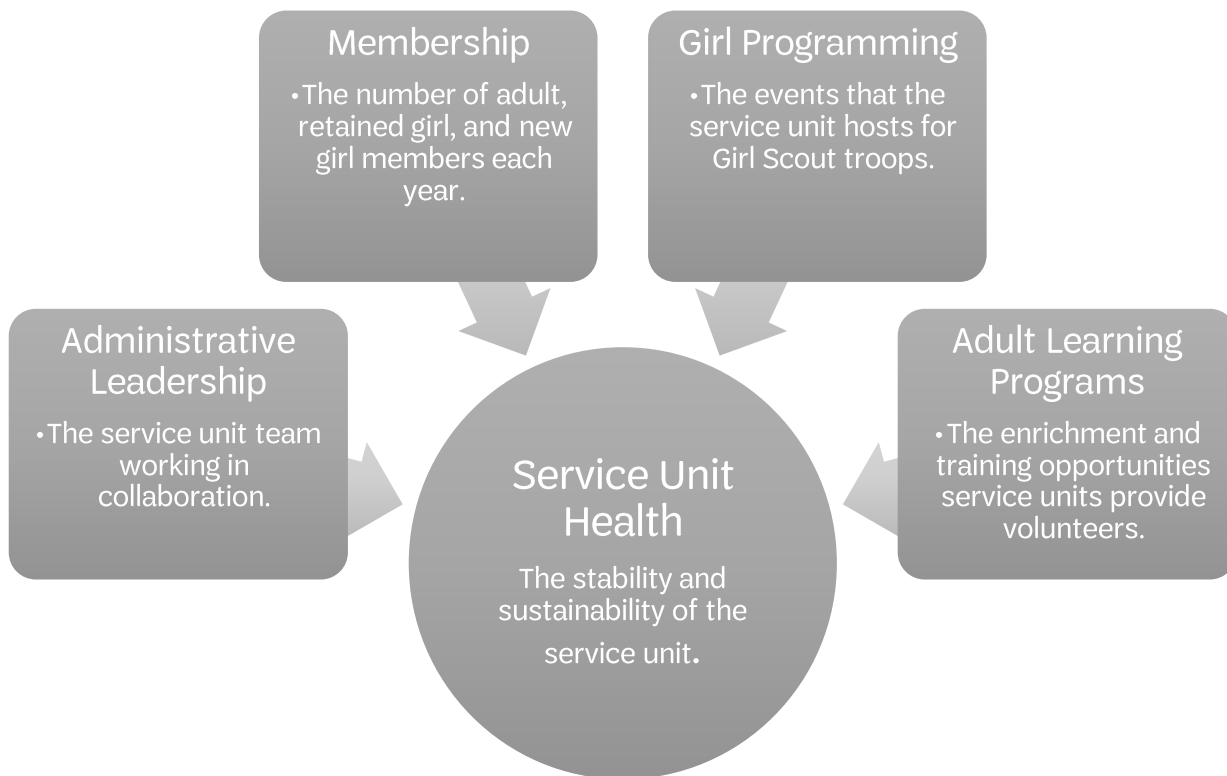 Membership
•The number of adult,
retained girl, and new
girl members each
year.
Girl Programming
•The events that the
service unit hosts for
Girl Scout troops.
Administrative
Leadership
•The service unit team
working in
collaboration.
Adult Learning
Programs
•The enrichment and
training opportunities
service units provide
volunteers.
Service Unit
Health
The stability and
sustainability of the
service unit.